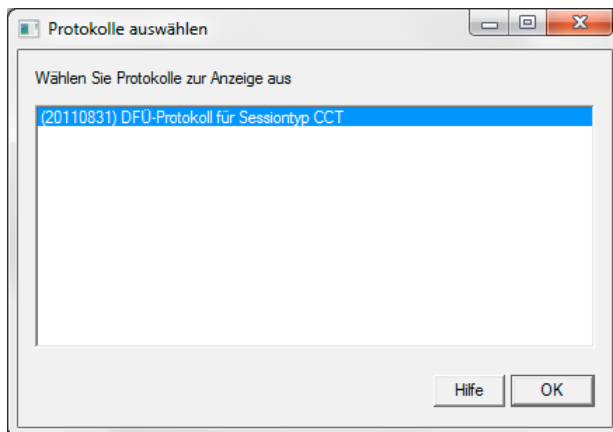 Protokolle auswählen
Wählen Sie Protokolle zur Anzeige aus
(20110831) DFÜ-Protokoll für Sessiontyp CCT
Hilfe
OK